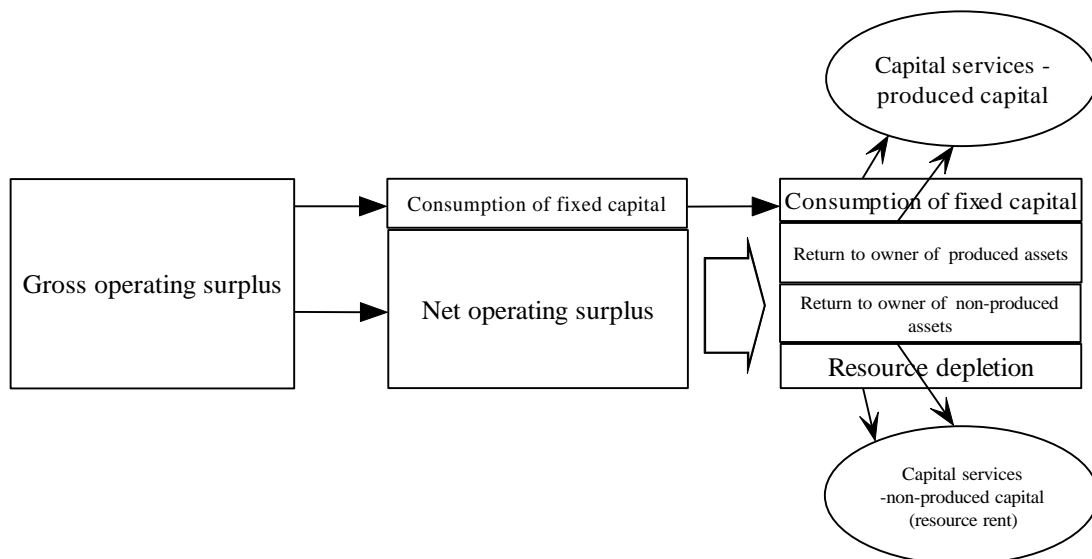 Capital services -
produced capital
Consumption of fixed capital
Consumption of fixed capital
Gross operating surplus
Net operating surplus
Return to owner of produced assets
Return to owner of non-produced
assets
Resource depletion
Capital services
-non-produced capital
(resource rent)